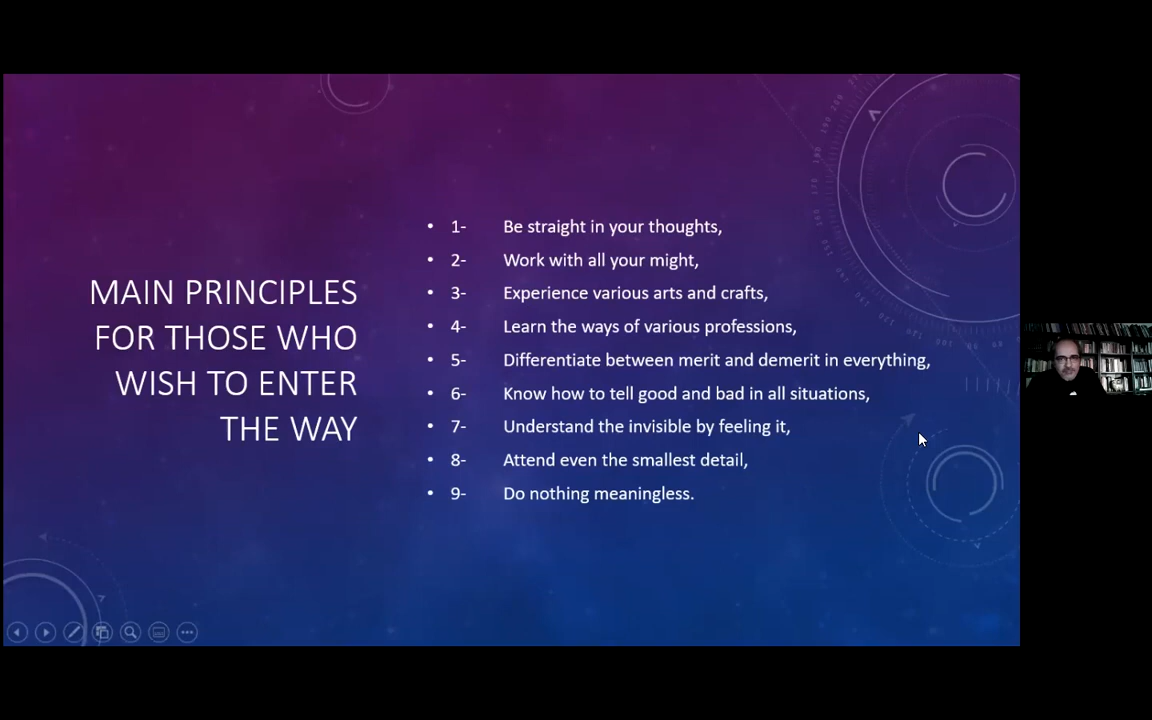 MAIN PRINCIPLES
FOR THOSE WHO
WISH TO ENTER
THE WAY
• 1- Be straight in your thoughts,
• 2- Work with all your might,
• 3- Experience various arts and crafts,
• 4- Learn the ways of various professions,
• 5- Differentiate between merit and demerit in everything,
• 6- Know how to tell good and bad in all situations,
• 7- Understand the invisible by feeling it,
• 8- Attend even the smallest detail,
• 9- Do nothing meaningless.